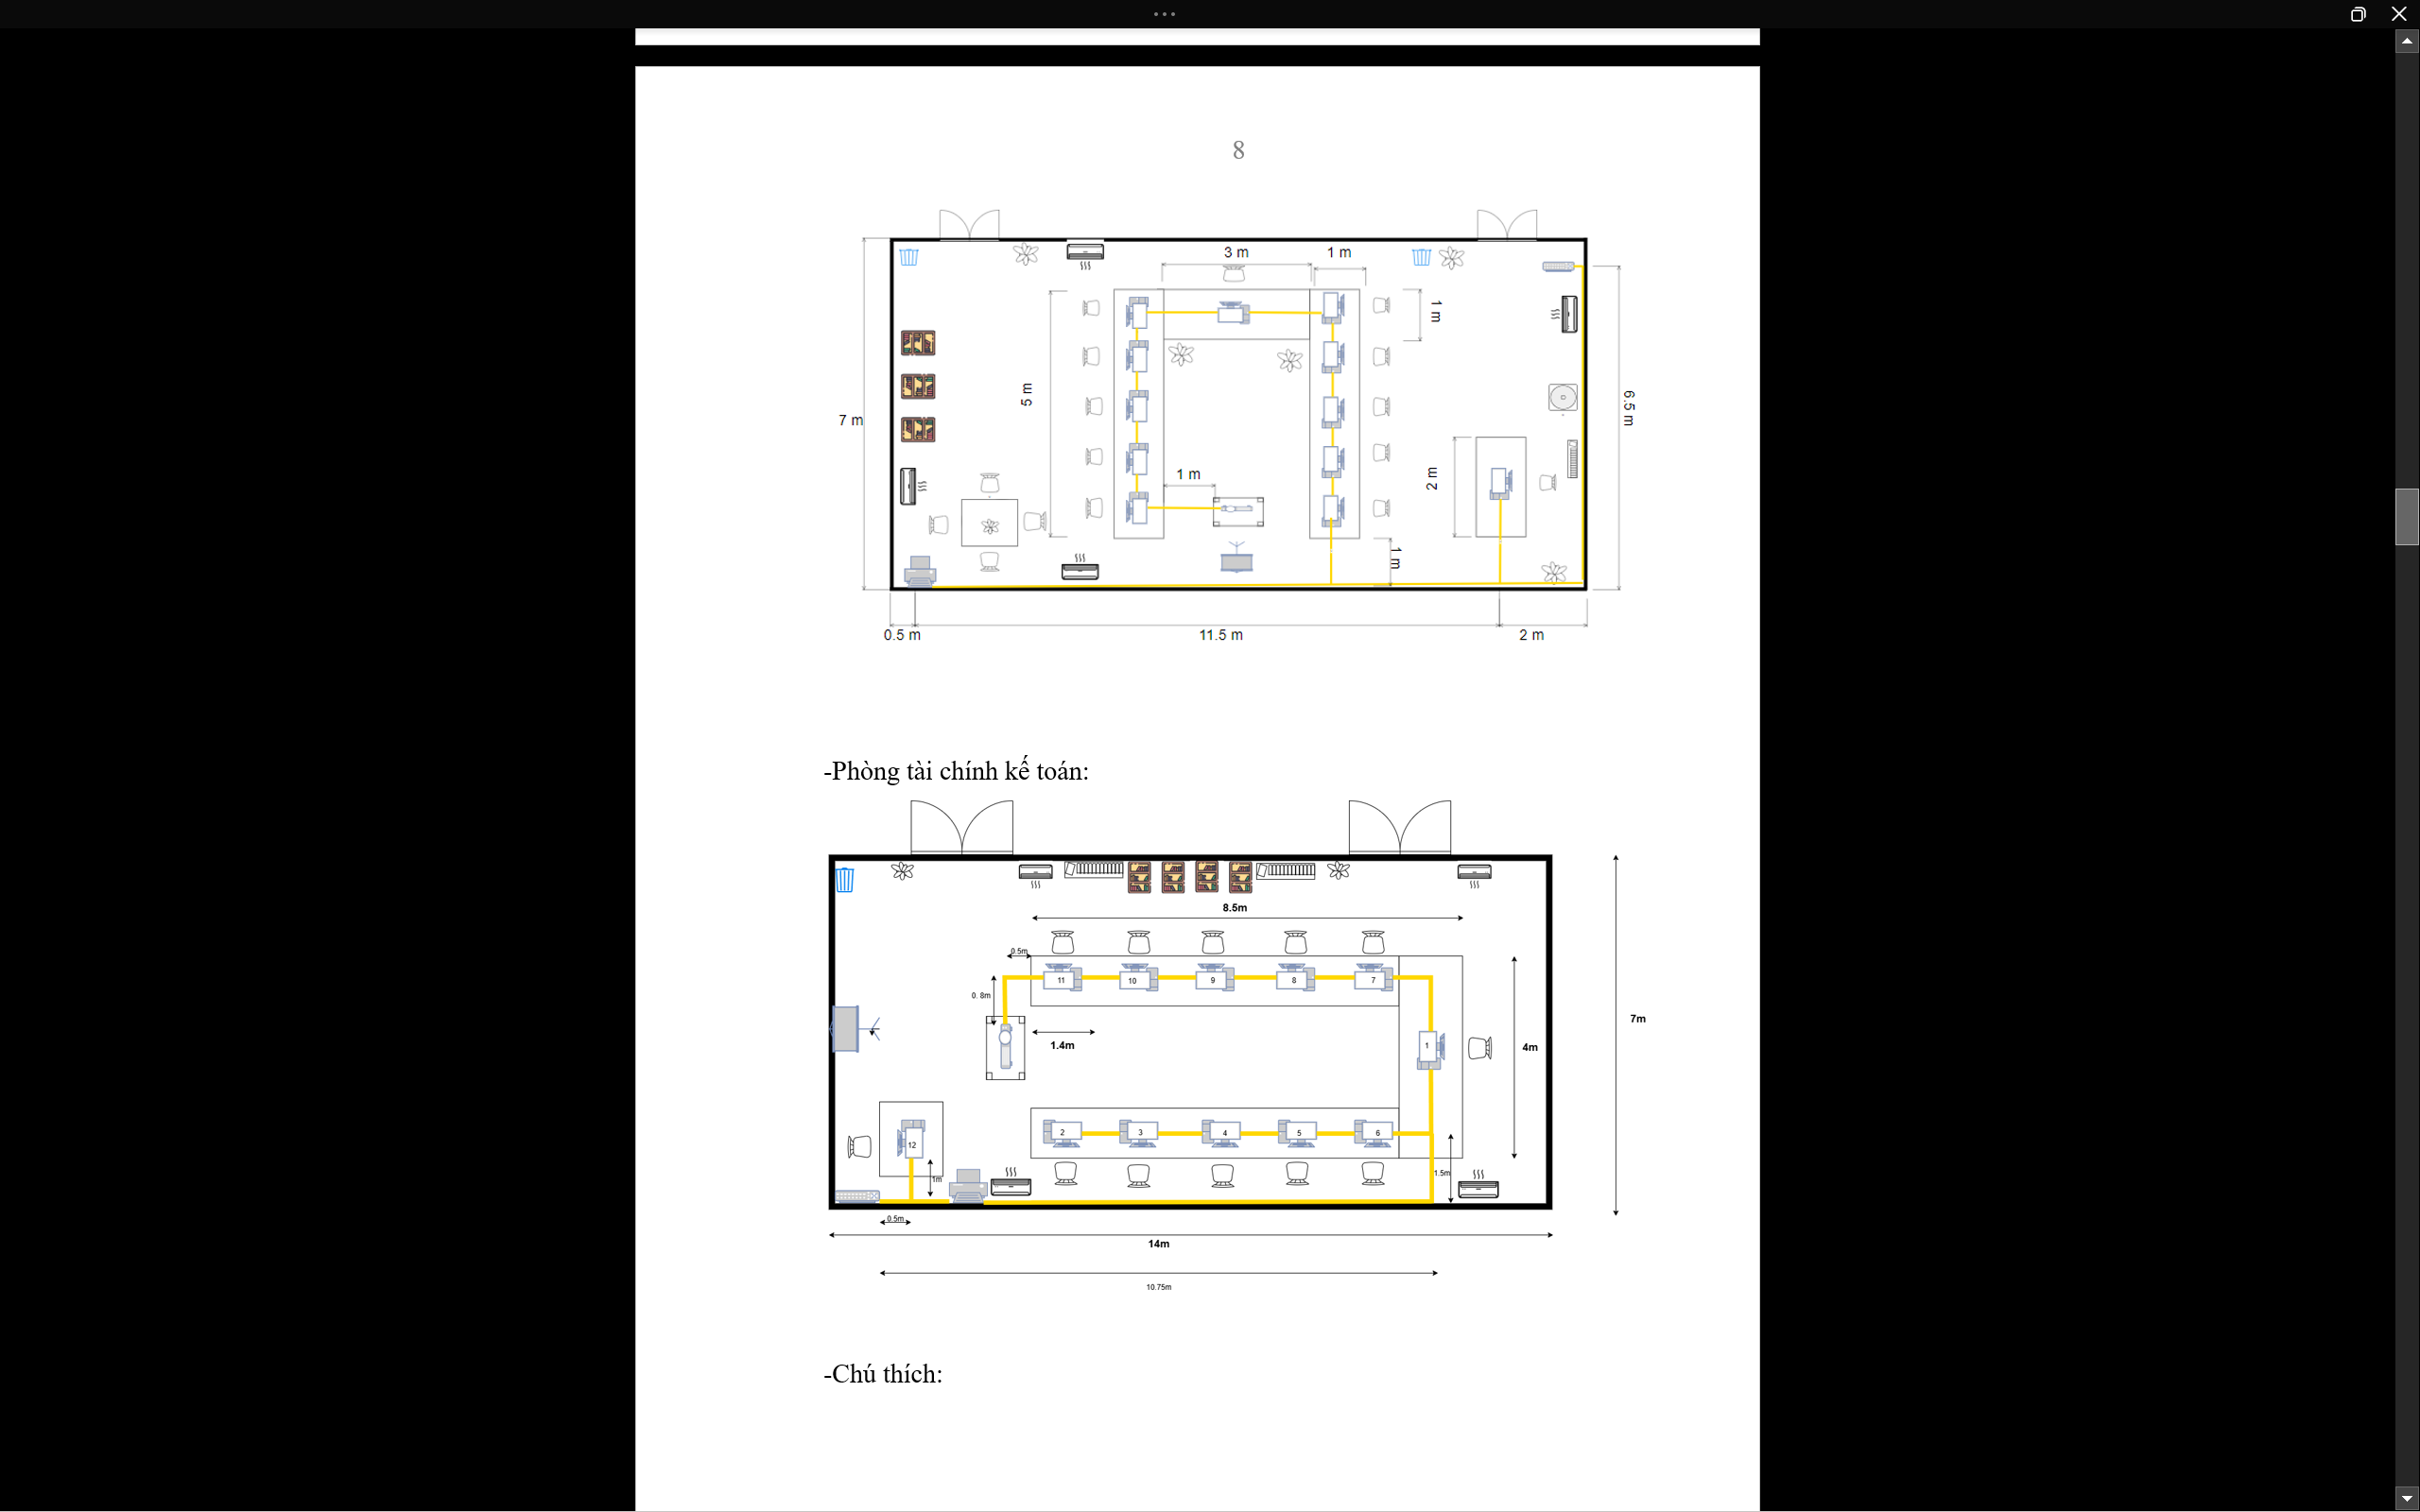 8
3 m
1 m
1 m
5 m
7 m
6.5 m
1 m
2 m
1 m
0.5 m
11.5 m
2 m
-Phòng tài chính kế toán:
8.5m
0.5m
11
10
9
8
7
0. 8m
7m
1.4m
1
4m
2
3
4
5
6
12
1m
1.5m
0.5m
14m
10.75m
-Chú thích: